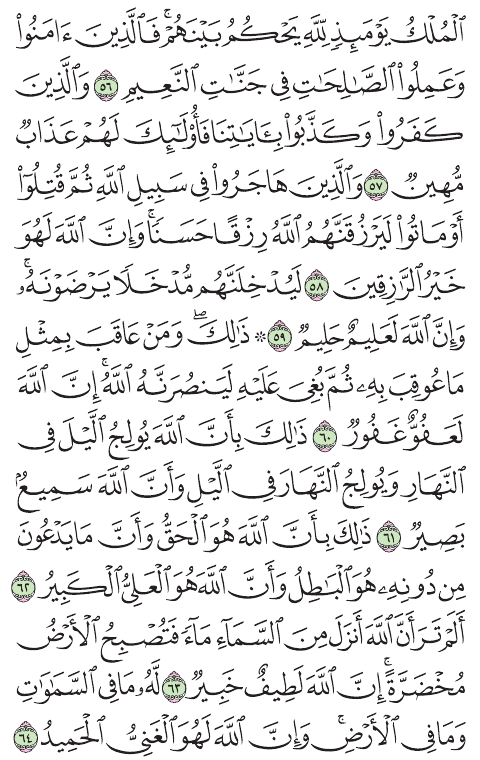 ٱلْمُلْكُ يَوْمَئِذٍ لِّلَّهِ يَحْكُمُ بَيْنَهُمْ ۚ فَٱلَّذِينَ ءَامَنُوا۟
وَعَمِلُوا۟ ٱلصَّٰلِحَٰتِ فِى جَنَّٰتِ ٱلنَّعِيمِ ٥٦ وَٱلَّذِينَ
كَفَرُوا۟ وَكَذَّبُوا۟ بِـَٔايَٰتِنَا فَأُو۟لَٰٓئِكَ لَهُمْ عَذَابٌ
مُّهِينٌ ٥٧ وَٱلَّذِينَ هَاجَرُوا۟ فِى سَبِيلِ ٱللَّهِ ثُمَّ قُتِلُوٓا۟
أَوْ مَاتُوا۟ لَيَرْزُقَنَّهُمُ ٱللَّهُ رِزْقًا حَسَنًا ۚ وَإِنَّ ٱللَّهَ لَهُوَ
خَيْرُ ٱلرَّٰزِقِينَ ٥٨ لَيُدْخِلَنَّهُم مُّدْخَلًا يَرْضَوْنَهُۥ ۗ
وَإِنَّ ٱللَّهَ لَعَلِيمٌ حَلِيمٌ ٥٩ ۞ ذَٰلِكَ ۖ وَمَنْ عَاقَبَ بِمِثْلِ
مَا عُوقِبَ بِهِۦ ثُمَّ بُغِىَ عَلَيْهِ لَيَنصُرَنَّهُ ٱللَّهُ ۗ إِنَّ ٱللَّهَ
لَعَفُوٌّ غَفُورٌ ٦٠ ذَٰلِكَ بِأَنَّ ٱللَّهَ يُولِجُ ٱلَّيْلَ فِى
ٱلنَّهَارِ وَيُولِجُ ٱلنَّهَارَ فِى ٱلَّيْلِ وَأَنَّ ٱللَّهَ سَمِيعٌۢ
بَصِيرٌ ٦١ ذَٰلِكَ بِأَنَّ ٱللَّهَ هُوَ ٱلْحَقُّ وَأَنَّ مَا يَدْعُونَ
مِن دُونِهِۦ هُوَ ٱلْبَٰطِلُ وَأَنَّ ٱللَّهَ هُوَ ٱلْعَلِىُّ ٱلْكَبِيرُ ٦٢
أَلَمْ تَرَ أَنَّ ٱللَّهَ أَنزَلَ مِنَ ٱلسَّمَآءِ مَآءً فَتُصْبِحُ ٱلْأَرْضُ
مُخْضَرَّةً ۗ إِنَّ ٱللَّهَ لَطِيفٌ خَبِيرٌ ٦٣ لَّهُۥ مَا فِى ٱلسَّمَٰوَٰتِ
وَمَا فِى ٱلْأَرْضِ ۗ وَإِنَّ ٱللَّهَ لَهُوَ ٱلْغَنِىُّ ٱلْحَمِيدُ ٦٤